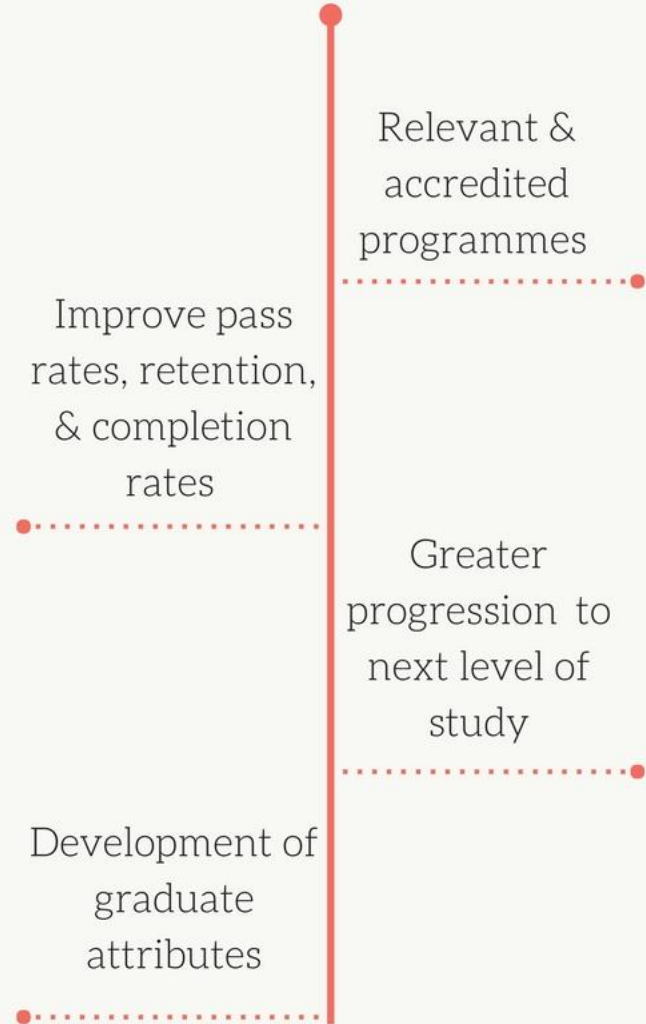 Relevant &
accredited
programmes
Improve pass
rates, retention,
& completion
rates
Greater
progression to
next level of
study
Development of
graduate
attributes